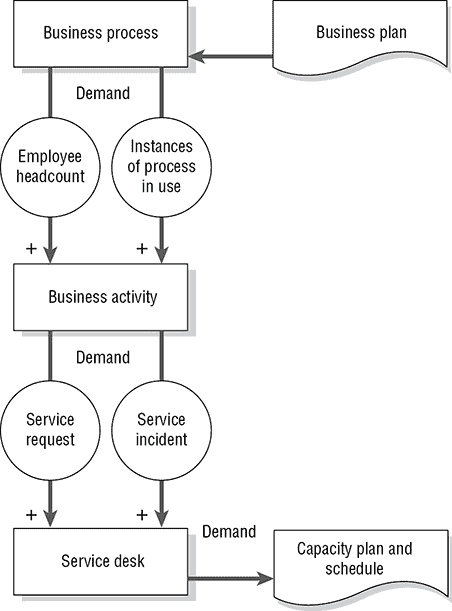 Business process
Business plan
Demand
Employee
headcount
Instances
of process
in use
+
+
Business activity
Demand
Service
request
Service
incident
+
+
Demand
Service desk
Capacity plan and
schedule